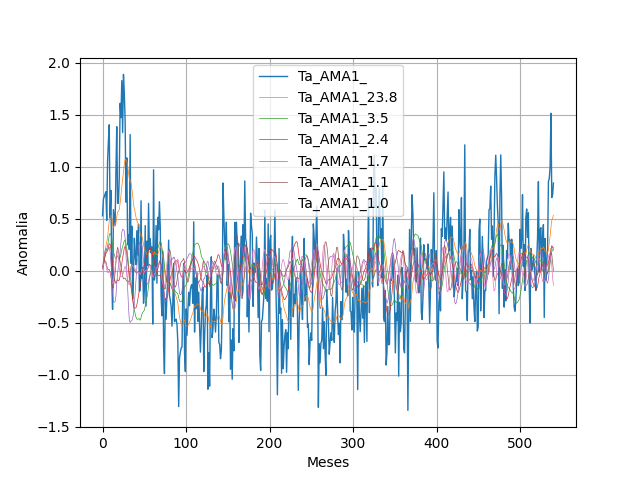 2.0
1.5
1.0
0.5
0.0
−0.5
−1.0
−1.5
Anomalia
Ta_AMA1_
Ta_AMA1_23.8
Ta_AMA1_3.5
Ta_AMA1_2.4
Ta_AMA1_1.7
Ta_AMA1_1.1
Ta_AMA1_1.0
0 100 200 300 400 500
Meses